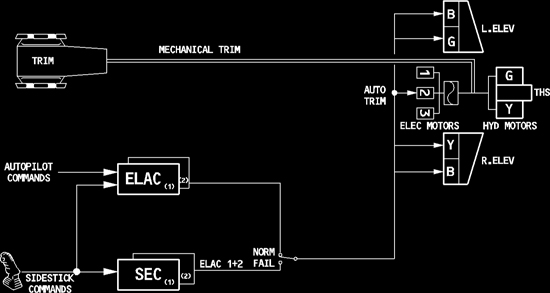 B
L.ELEV
G
MECHANICAL TRIM
TRIM
1
G
AUTO
TRIM
2
THS
3
Y
ELEC MOTORS
HYD MOTORS
Y
R.ELEV
B
AUTOPILOT
COMMANDS
ELAC (1)
(2)
NORM
FAIL
ELAC 1+2
SEC (1)
(2)
SIDESTICK
COMMANDS